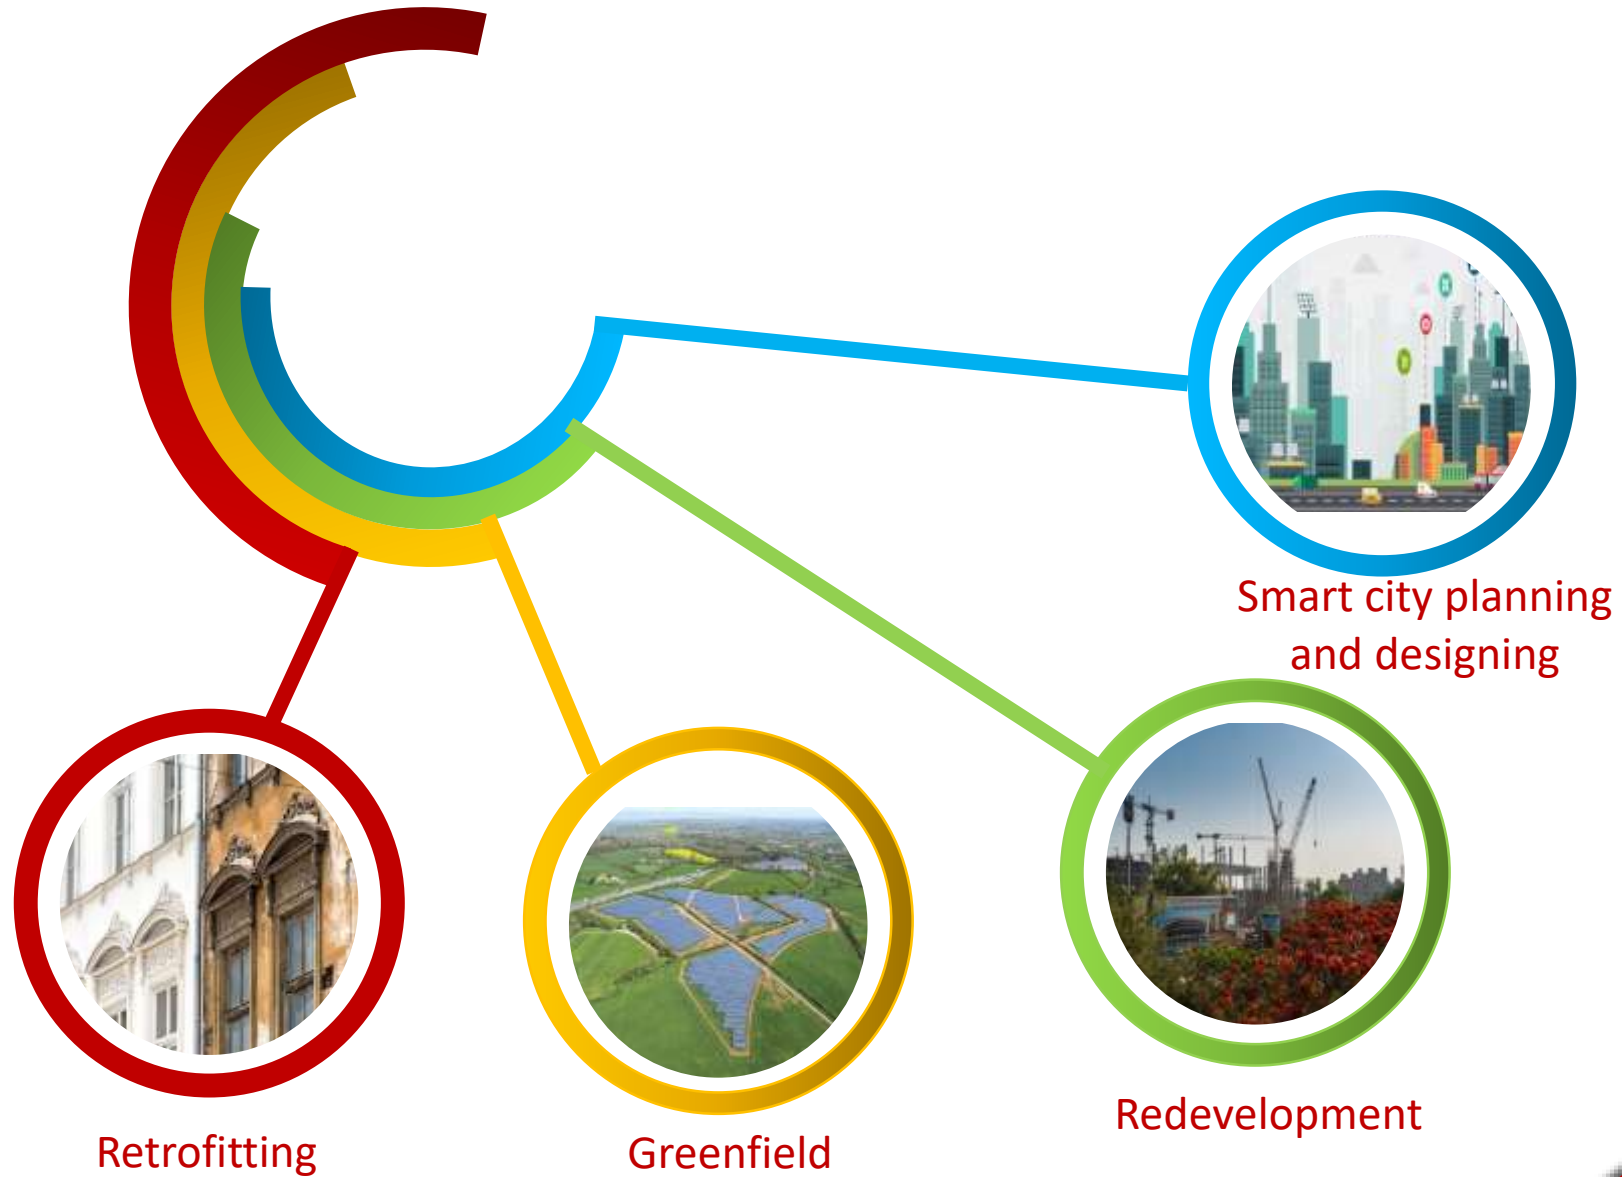 Smart city planning
and designing
Redevelopment
Retrofitting
Greenfield